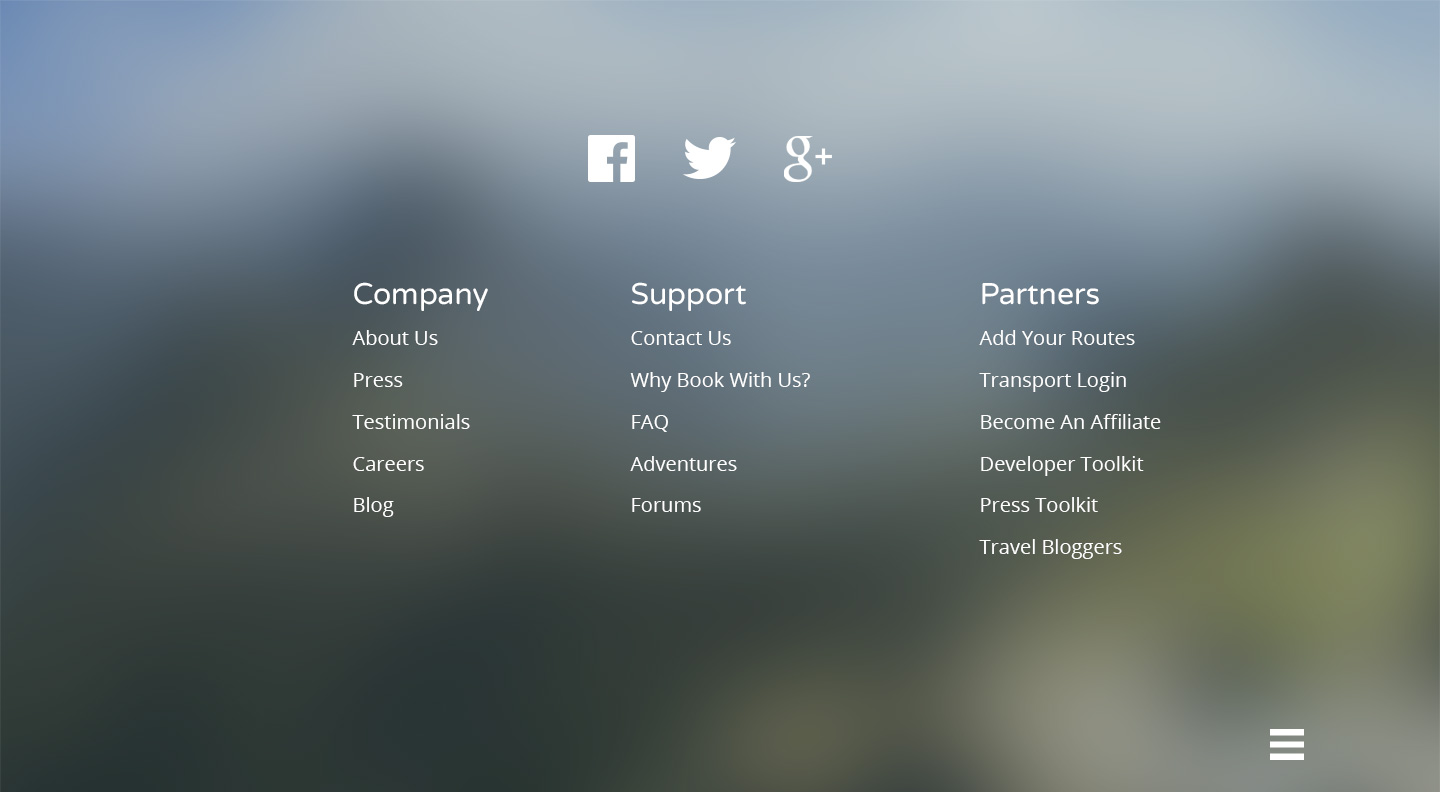 Company
About Us
Press
Testimonials
Careers
Blog
Support
Contact Us
Why Book With Us?
FAQ
Adventures
Forums
Partners
Add Your Routes
Transport Login
Become An Affiliate
Developer Toolkit
Press Toolkit
Travel Bloggers